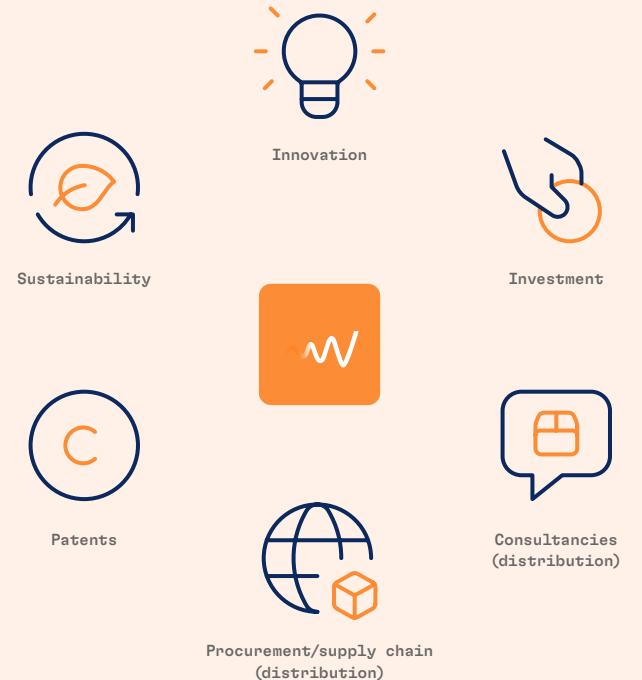 Innovation
Sustainability
Investment
Patents
Consultancies
(distribution)
Procurement/supply chain
(distribution)